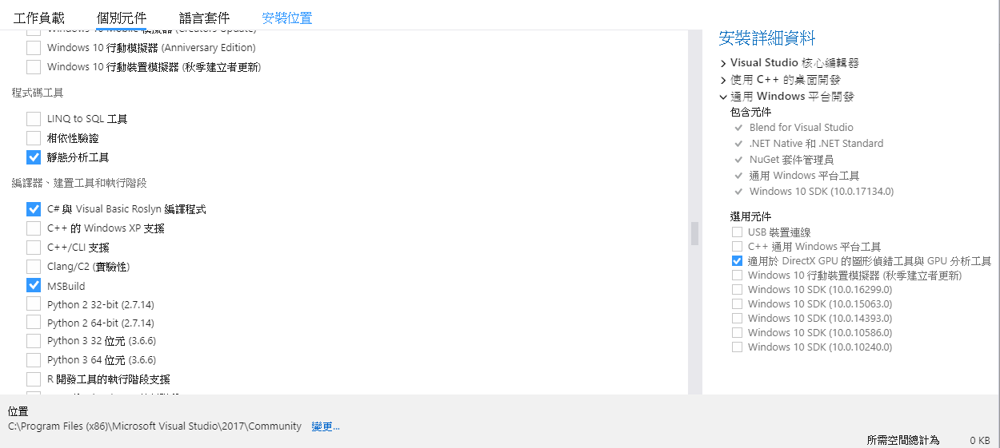 工作負載 個別元件 語言套件 安裝位置
Windows 10 Mobile 模擬器 (Creators Update)
Windows 10 行動模擬器 (Anniversary Edition)
Windows 10 行動裝置模擬器 (秋季建立者更新)
程式碼工具
LINQ to SQL 工具
相依性驗證
靜態分析工具
編譯器、建置工具和執行階段
C# 與 Visual Basic Roslyn 編譯程式
C++ 的 Windows XP 支援
C++/CLI 支援
Clang/C2 (實驗性)
MSBuild
Python 2 32-bit (2.7.14)
Python 2 64-bit (2.7.14)
Python 3 32 位元 (3.6.6)
Python 3 64 位元 (3.6.6)
R 開發工具的執行階段支援
安裝詳細資料
Visual Studio 核心編輯器
使用 C++ 的桌面開發
通用 Windows 平台開發
包含元件
Blend for Visual Studio
.NET Native 和 .NET Standard
NuGet 套件管理員
通用 Windows 平台工具
Windows 10 SDK (10.0.17134.0)
選用元件
USB 裝置連線
C++ 通用 Windows 平台工具
適用於 DirectX GPU 的圖形偵錯工具與 GPU 分析工具
Windows 10 行動裝置模擬器 (秋季建立者更新)
Windows 10 SDK (10.0.16299.0)
Windows 10 SDK (10.0.15063.0)
Windows 10 SDK (10.0.14393.0)
Windows 10 SDK (10.0.10586.0)
Windows 10 SDK (10.0.10240.0)
位置
C:\Program Files (x86)\Microsoft Visual Studio\2017\Community 變更...
所需空間總計為 0 KB